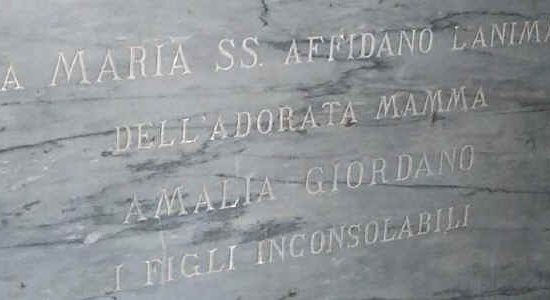 A MARIA SS. AFFIDANO L'ANIMA
DELL'ADORATA MAMMA
AMALIA GIORDANO
I FIGLI INCONSOLABILI